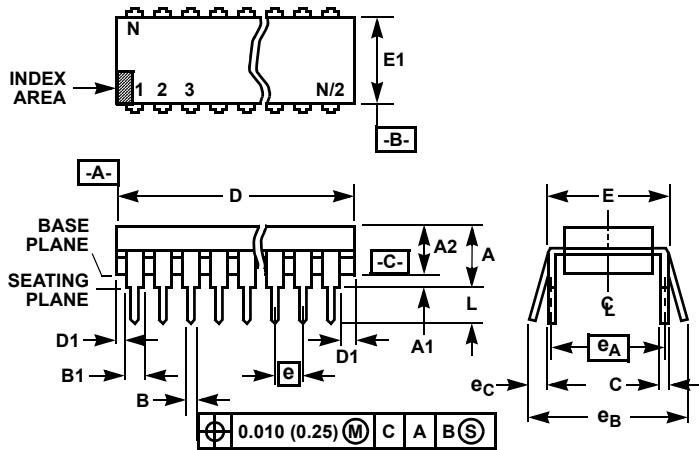 N
INDEX
AREA
1 2 3 N/2
E1
-B-
-A-
D
E
BASE
PLANE
A2
A
-C-
SEATING
PLANE
L
C
L
D1
A1
D1
B1
e
eA
eC
C
B
eB
0.010 (0.25) M C A B S